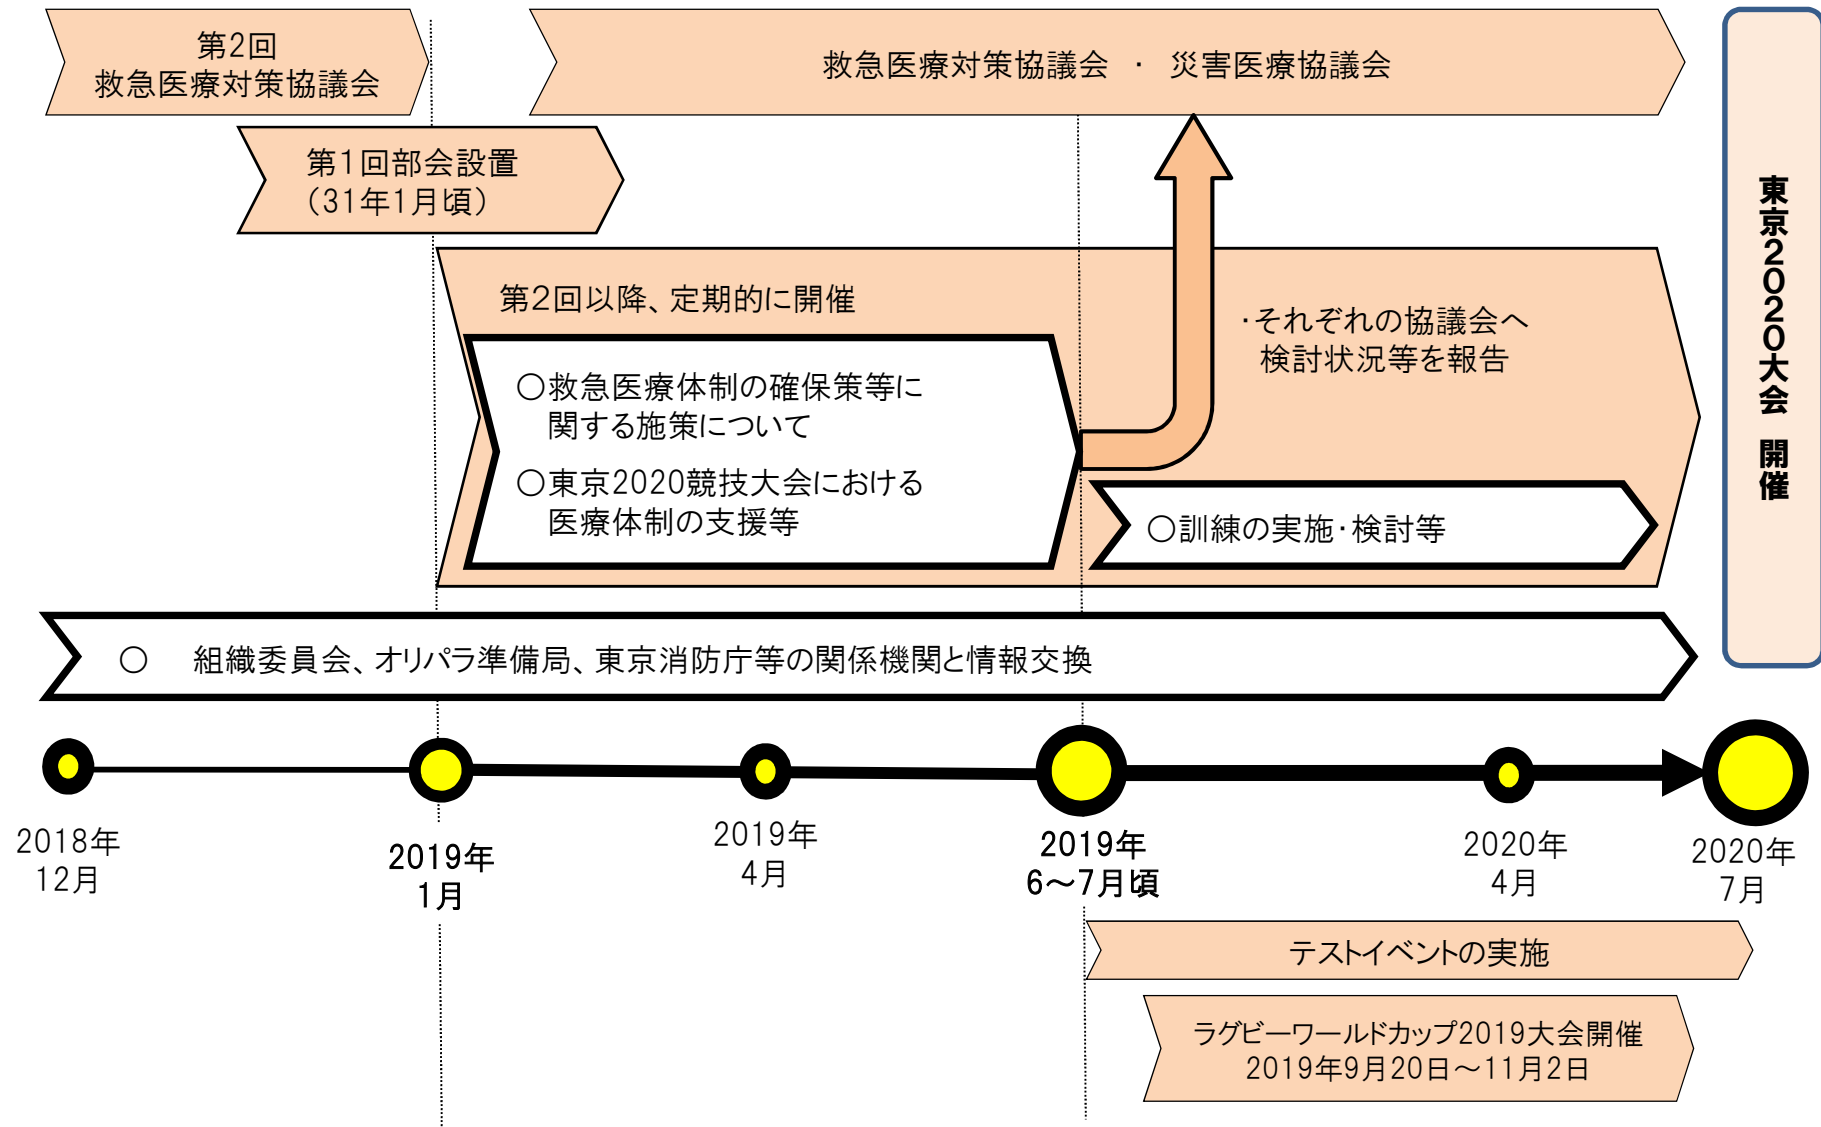 第2回
救急医療対策協議会
救急医療対策協議会 ・ 災害医療協議会
第1回部会設置
（31年1月頃）
第2回以降、定期的に開催
○救急医療体制の確保策等に
関する施策について
○東京2020競技大会における
医療体制の支援等
・それぞれの協議会へ
検討状況等を報告
○訓練の実施・検討等
東京2020大会 開催
○ 組織委員会、オリパラ準備局、東京消防庁等の関係機関と情報交換
2018年
12月
2019年
1月
2019年
4月
2019年
6～7月頃
2020年
4月
2020年
7月
テストイベントの実施
ラグビーワールドカップ2019大会開催
2019年9月20日～11月2日